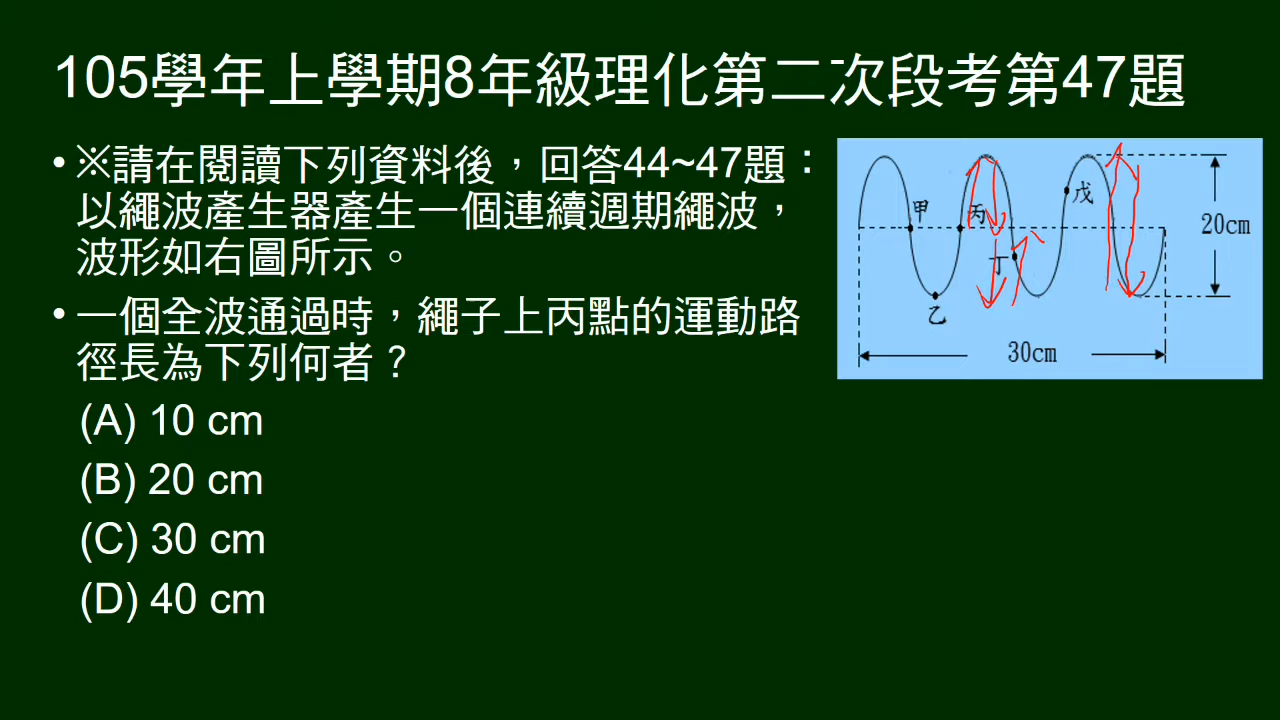 105學年上學期8年級理化第二次段考第47題
•※請在閱讀下列資料後，回答44~47題：
以繩波產生器產生一個連續週期繩波，
波形如右圖所示。
•一個全波通過時，繩子上丙點的運動路
徑長為下列何者？
(A) 10 cm
(B) 20 cm
(C) 30 cm
(D) 40 cm
甲
乙
丙
丁
戊
20cm
30cm